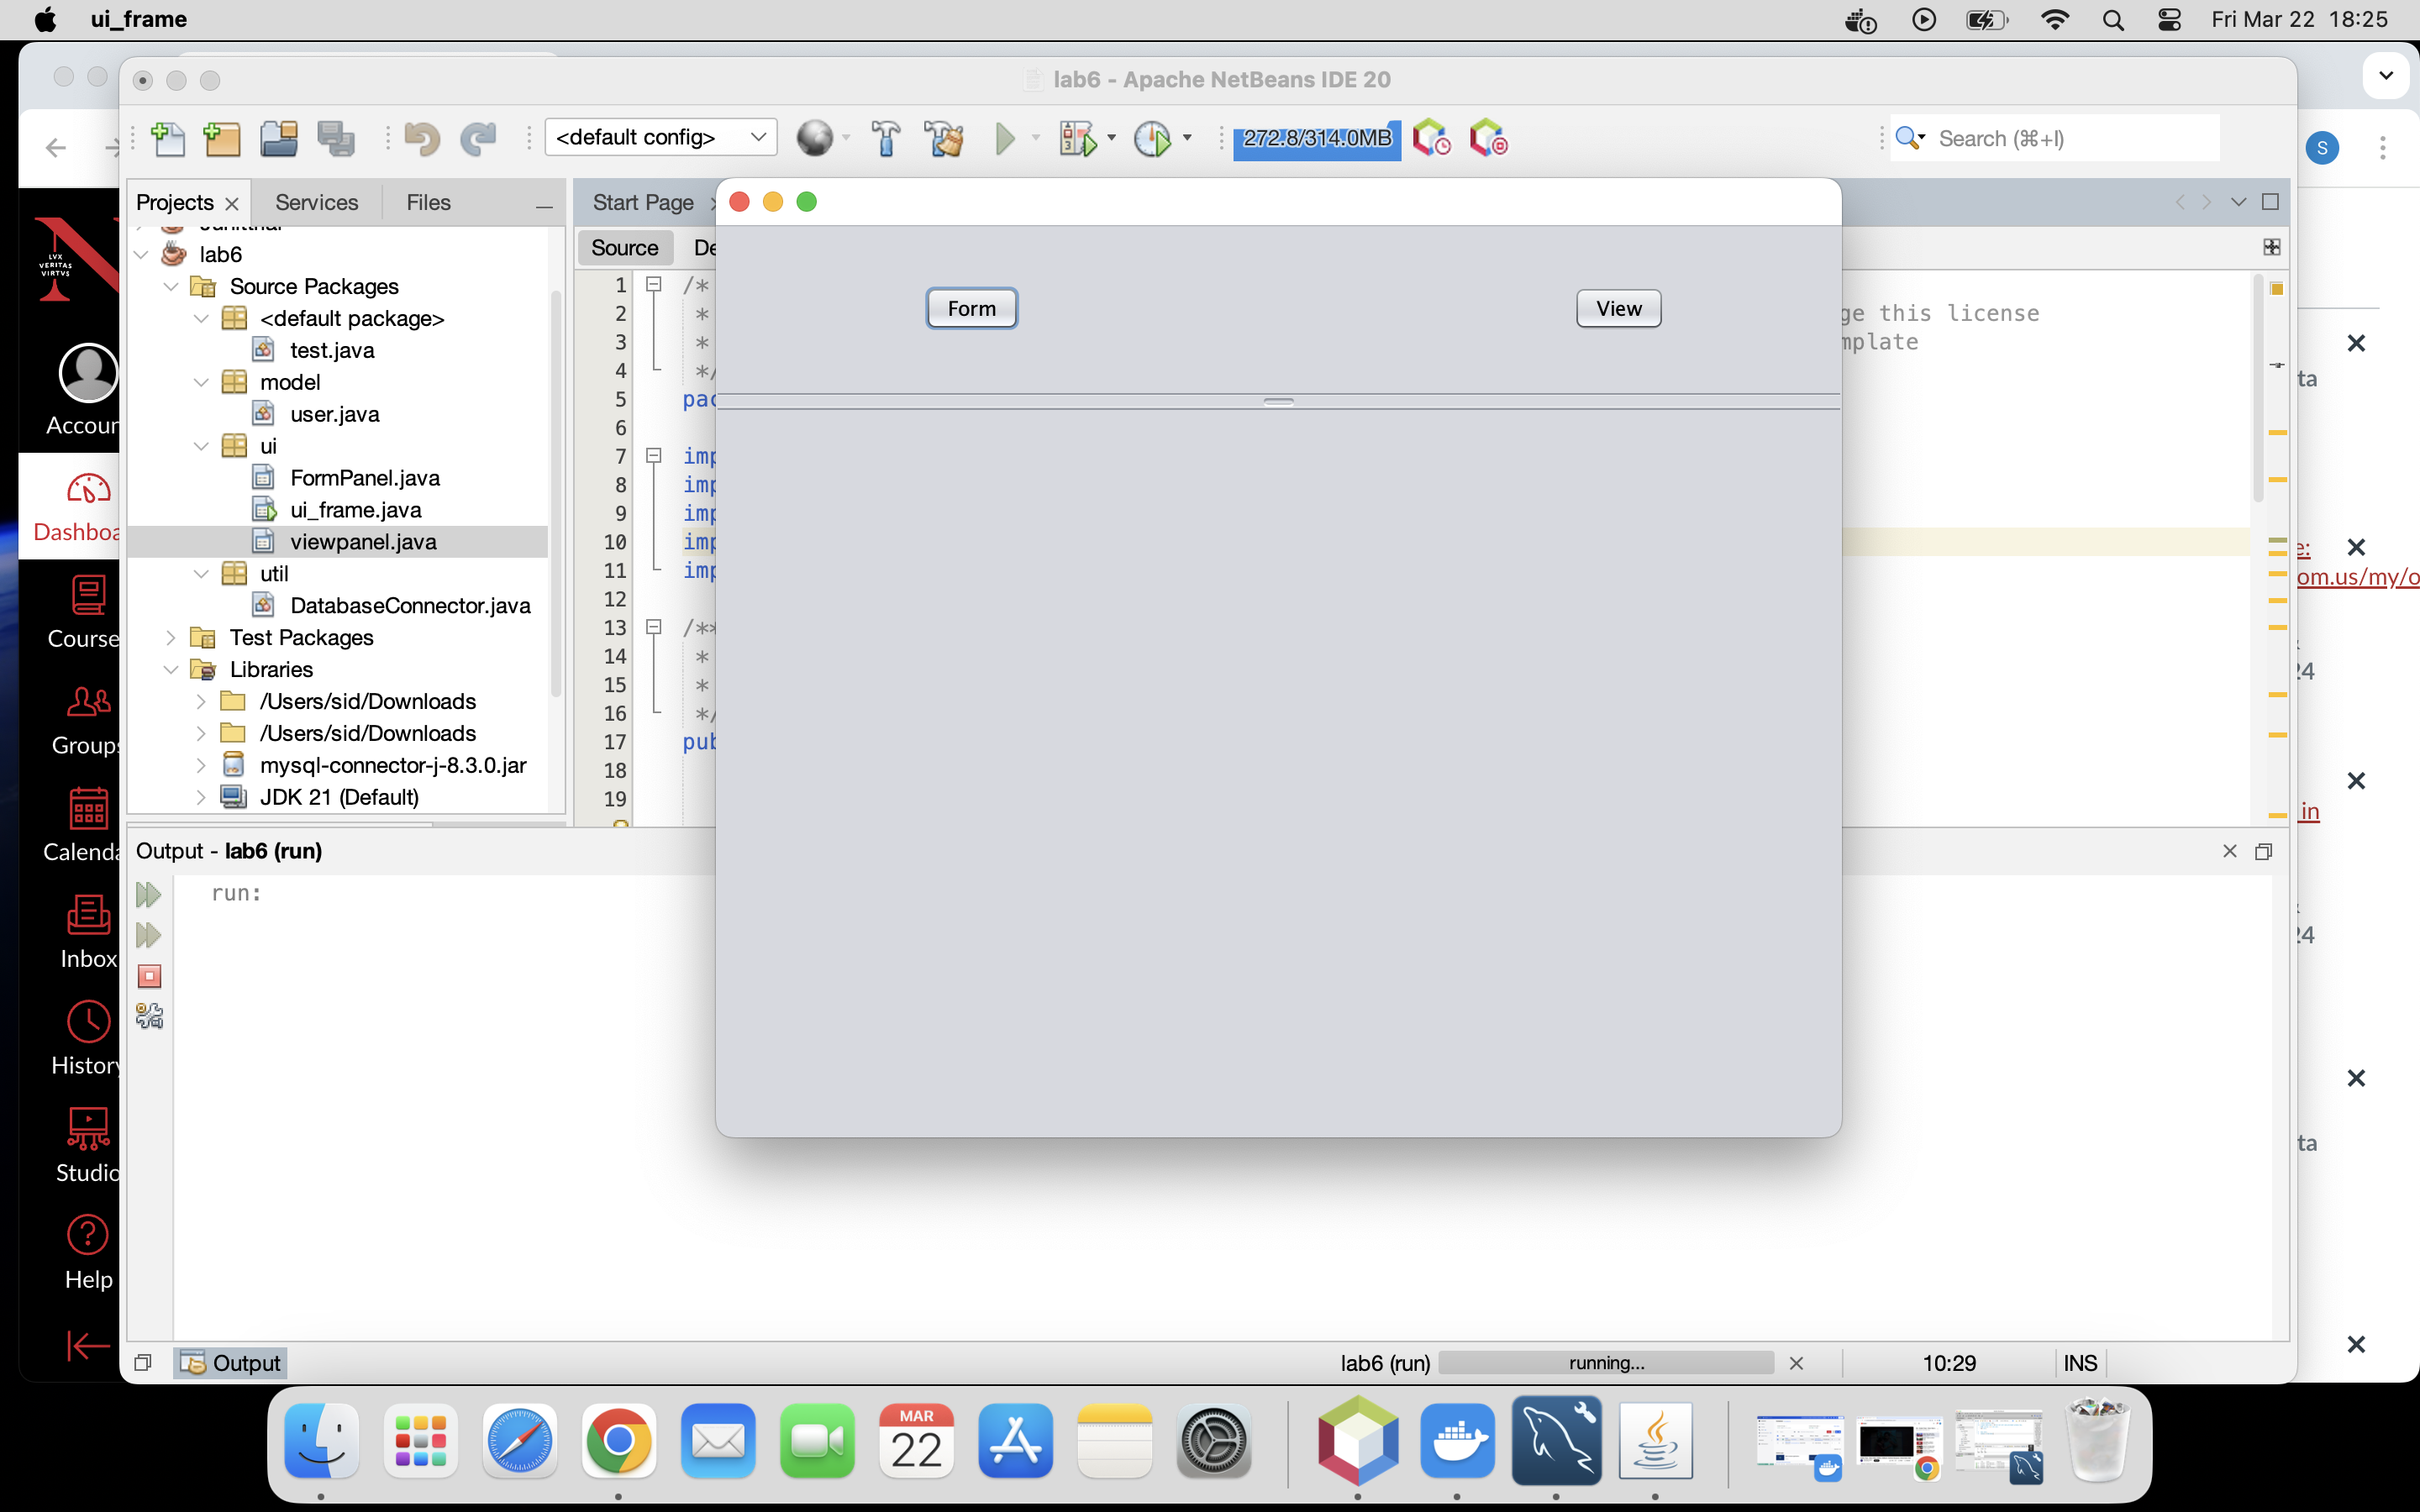 ui_frame
Fri Mar 22 18:25
lab6 - Apache NetBeans IDE 20
<default config>
272.8/314.0MB
Search (⌘+I)
S
Projects
Services
Files
Start Page
Source
De
lab6
Source Packages
<default package>
test.java
model
user.java
ui
FormPanel.java
ui_frame.java
viewpanel.java
util
DatabaseConnector.java
Test Packages
Libraries
/Users/sid/Downloads
/Users/sid/Downloads
mysql-connector-j-8.3.0.jar
JDK 21 (Default)
1 /*
2 * ge this license
3 * mplate
4 */
5 pac
6
7 imp
8 imp
9 imp
10 imp
11 imp
12
13 /**
14 *
15 *
16 */
17 pub
18
19
Form
View
LVX
VERITAS
VIRTVS
Accoun
Dashboa
Course
Groups
Calenda
Inbox
History
Studio
Help
ta
e:
om.us/my/o
24
in
24
ta
Output - lab6 (run)
run:
Output
lab6 (run)
running...
10:29
INS
MAR
22